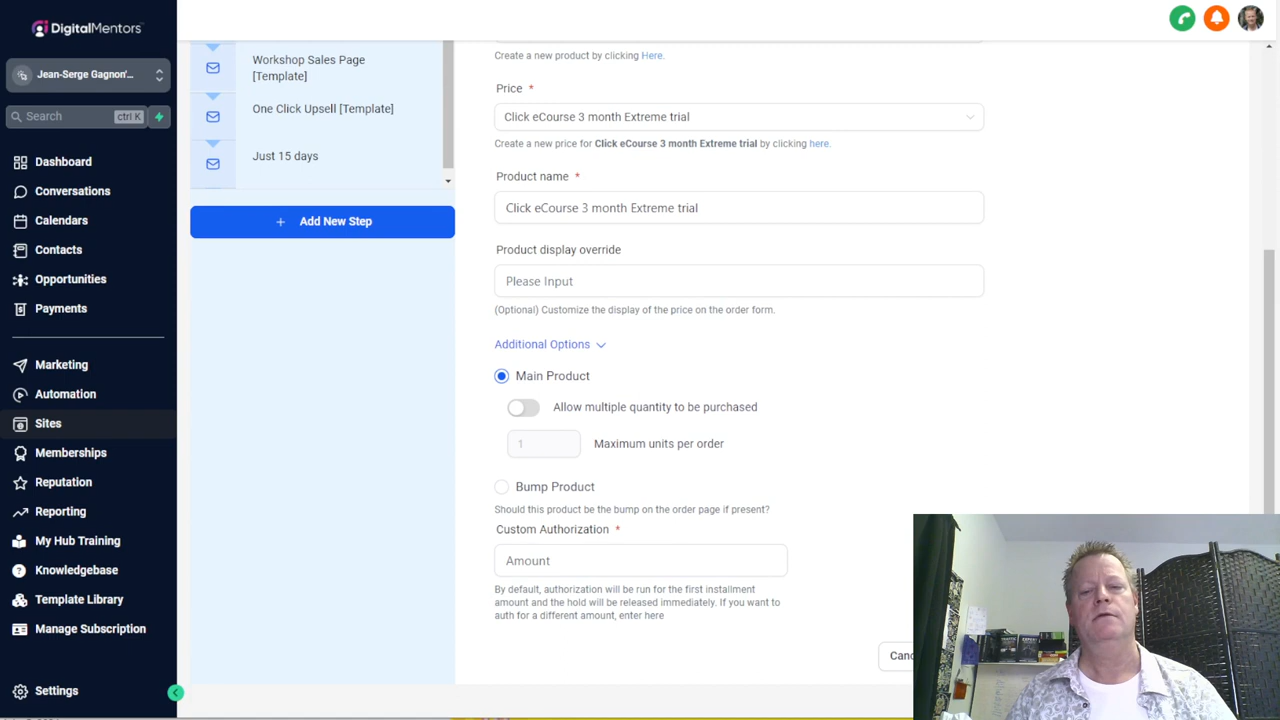 DigitalMentors
Jean-Serge Gagnon'...
Search
ctrl K
Dashboard
Conversations
Calendars
Contacts
Opportunities
Payments
Marketing
Automation
Sites
Memberships
Reputation
Reporting
My Hub Training
Knowledgebase
Template Library
Manage Subscription
Settings
Workshop Sales Page
[Template]
One Click Upsell [Template]
Just 15 days
+ Add New Step
Create a new product by clicking Here.
Price *
Click eCourse 3 month Extreme trial
Create a new price for Click eCourse 3 month Extreme trial by clicking here.
Product name *
Click eCourse 3 month Extreme trial
Product display override
Please Input
(Optional) Customize the display of the price on the order form.
Additional Options
Main Product
Allow multiple quantity to be purchased
1 Maximum units per order
Bump Product
Should this product be the bump on the order page if present?
Custom Authorization *
Amount
By default, authorization will be run for the first installment
amount and the hold will be released immediately. If you want to
auth for a different amount, enter here
Canc